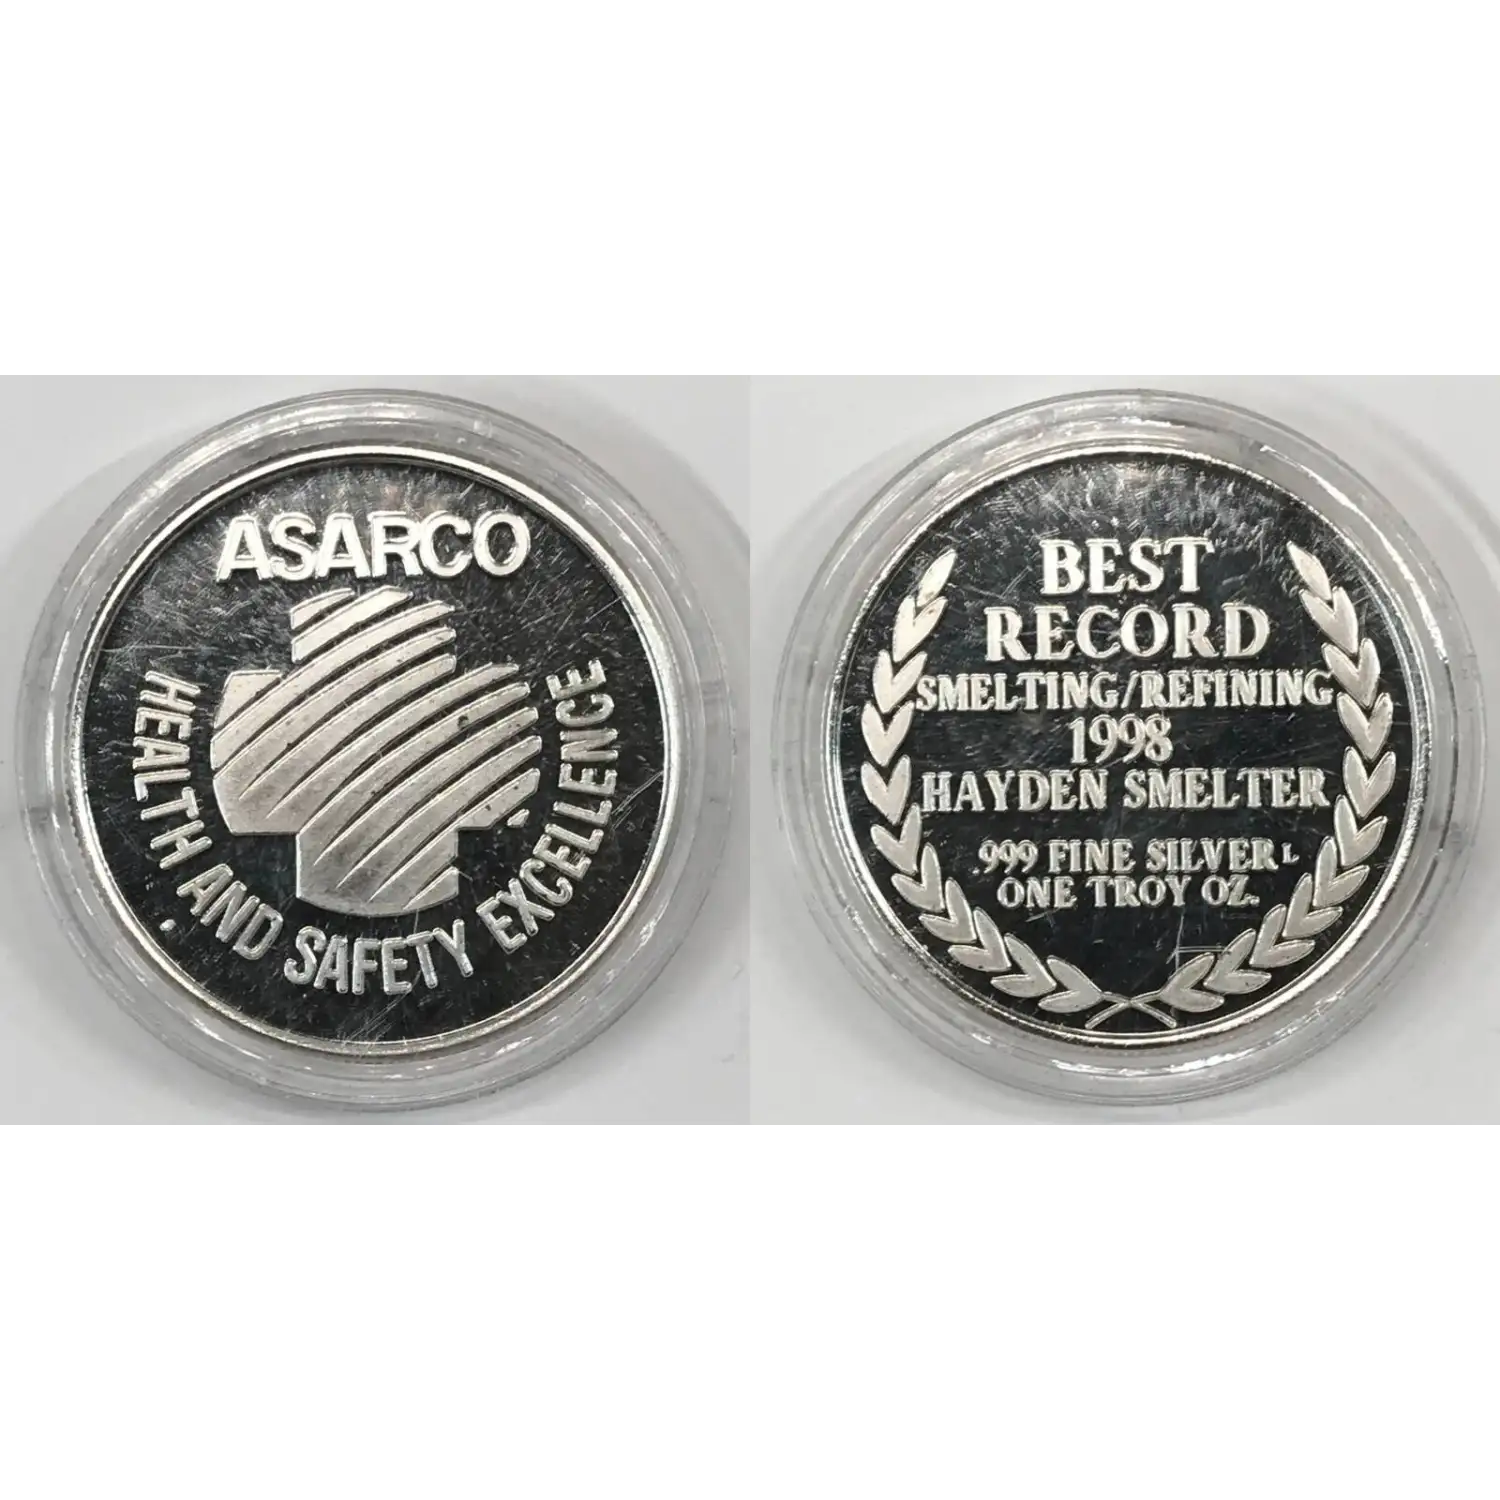 ASARCO
HEALTH AND SAFETY EXCELLENCE
BEST
RECORD
SMELTING/REFINING
1998
HAYDEN SMELTER
.999 FINE SILVER L
ONE TROY OZ.